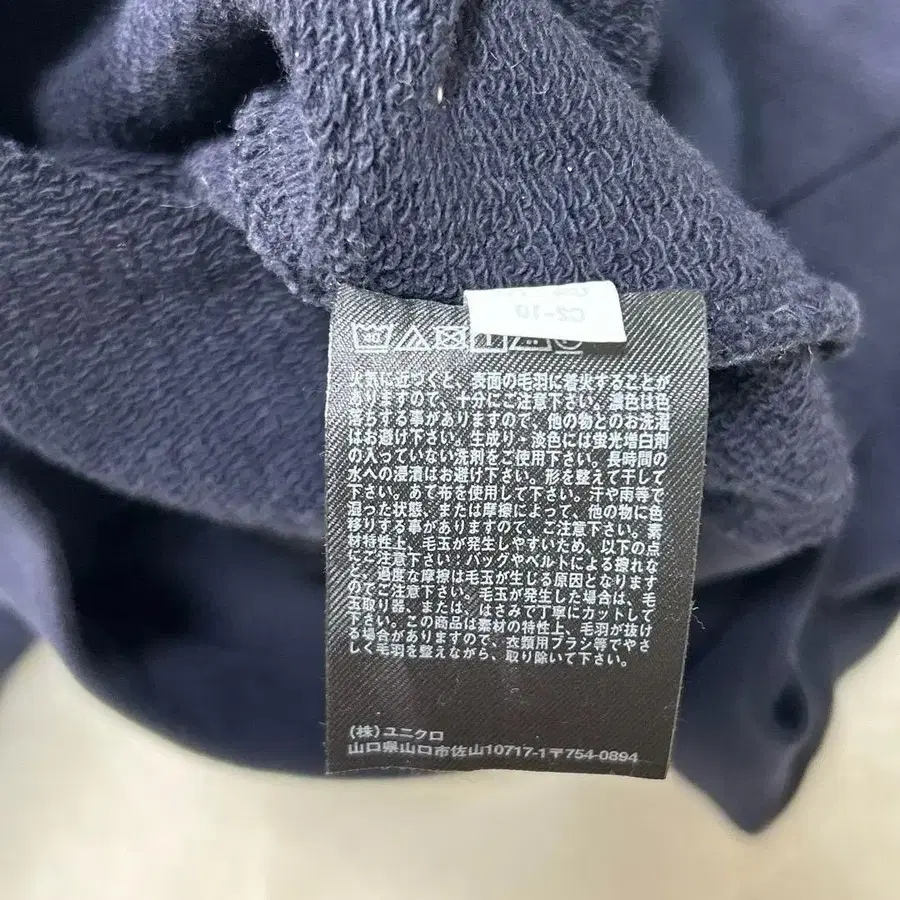 C2-10
火気に近づくと、表面の毛羽に着火することが
ありますので、十分にご注意下さい。濃色は色
落ちする事がありますので、他の物とのお洗濯
はお避け下さい。生成り・淡色には蛍光増白剤
の入っていない洗剤をご使用下さい。長時間の
水への浸漬はお避け下さい。形を整えて干して
下さい。あて布を使用して下さい。汗や雨等で
湿った状態、または摩擦によって、他の物に色
移りする事がありますので、ご注意下さい。素
材特性上、毛玉が発生しやすいため、以下の点
にご注意下さい：バッグやベルトによる擦れな
ど、過度な摩擦は毛玉が生じる原因となります
のでご注意下さい。毛玉が発生した場合は、毛
玉取り器、または、はさみで丁寧にカットして
下さい。この商品は素材の特性上、毛羽が抜け
る場合がありますので、衣類用ブラシ等でやさ
しく毛羽を整えながら、取り除いて下さい。
(株)ユニクロ
山口県山口市佐山10717-1〒754-0894